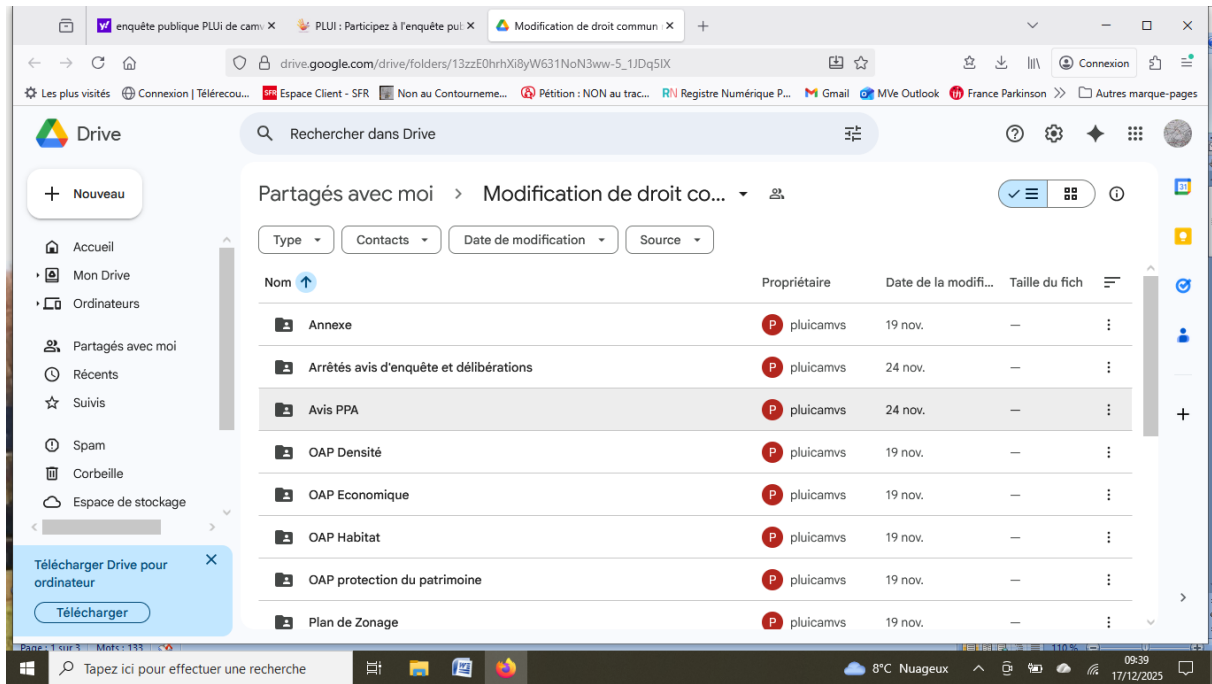 enquête publique PLUi de camv
PLUI : Participez à l'enquête pul
Modification de droit commun
drive.google.com/drive/folders/13zzE0hrhXi8yW631NoN3ww-5_1JDq5IX
Connexion
Les plus visités Connexion | Télérecou... SFR Espace Client - SFR Non au Contourneme... Pétition : NON au trac... RN Registre Numérique P... Gmail MVe Outlook France Parkinson Autres marque-pages
Drive
Rechercher dans Drive
Nouveau
Partagés avec moi > Modification de droit co...
31
Type Contacts Date de modification Source
Accueil
Mon Drive
Ordinateurs
Partagés avec moi
Récents
Suivis
Spam
Corbeille
Espace de stockage
Télécharger Drive pour
ordinateur
Télécharger
Nom Propriétaire Date de la modifi... Taille du fich
Annexe P pluicamvs 19 nov. —
Arrêtés avis d'enquête et délibérations P pluicamvs 24 nov. —
Avis PPA P pluicamvs 24 nov. —
OAP Densité P pluicamvs 19 nov. —
OAP Economique P pluicamvs 19 nov. —
OAP Habitat P pluicamvs 19 nov. —
OAP protection du patrimoine P pluicamvs 19 nov. —
Plan de Zonage P pluicamvs 19 nov. —
Page : 1 sur 3 Mots : 133 110 %
Tapez ici pour effectuer une recherche
8°C Nuageux
09:39
17/12/2025